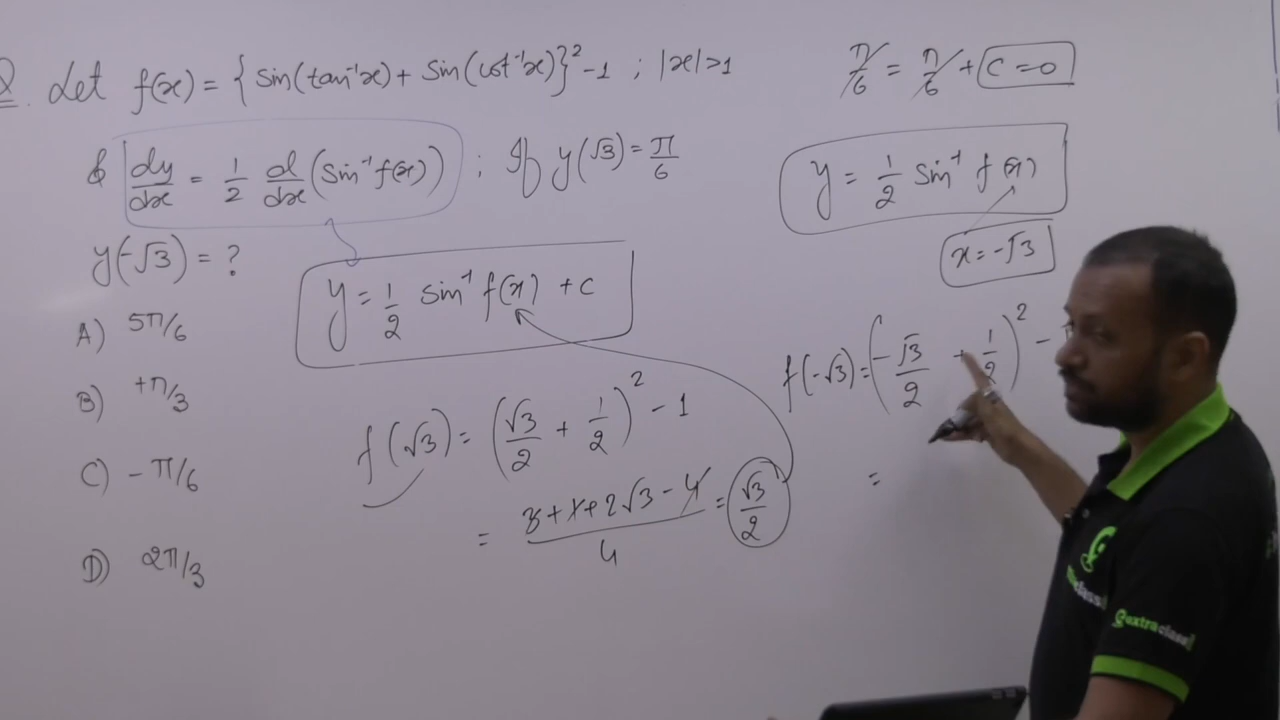 Q. Let f(x) = { sin(tan⁻¹x) + sin(cot⁻¹x) }² - 1 ; |x| > 1
& dy/dx = 1/2 d/dx (sin⁻¹ f(x)) ; If y(√3) = π/6
y(-√3) = ?
A) 5π/6
B) +π/3
C) - π/6
D) 2π/3
y = 1/2 sin⁻¹ f(x) + c
f(√3) = (√3/2 + 1/2)² - 1
= (3 + 1 + 2√3 - 4)/4 = √3/2
π/6 = π/6 + C = 0
y = 1/2 sin⁻¹ f(x)
x = -√3
f(-√3) = (-√3/2 + 1/2)² -
=
extraclass